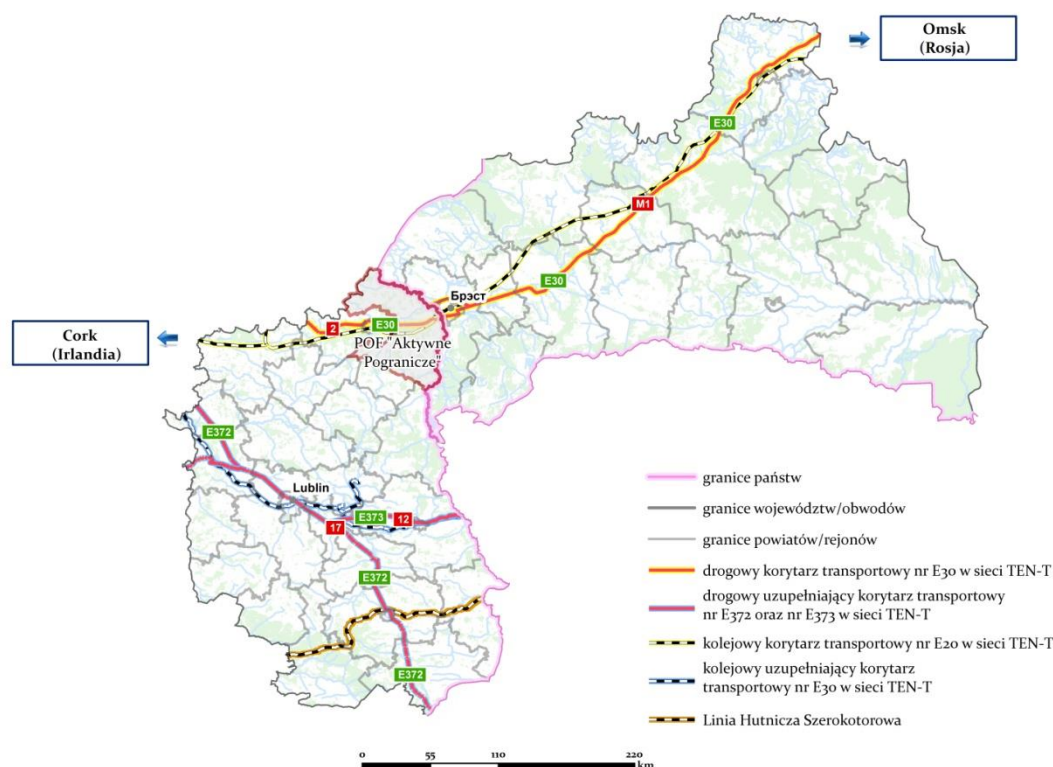 Omsk
(Rosja)
E30
M1
E30
Брэст
Cork
(Irlandia)
2
E30
POF "Aktywne
Pogranicze"
E372
Lublin
E373
12
17
E372
E372
granice państw
granice województw/obwodów
granice powiatów/rejonów
drogowy korytarz transportowy nr E30 w sieci TEN-T
drogowy uzupełniający korytarz transportowy
nr E372 oraz nr E373 w sieci TEN-T
kolejowy korytarz transportowy nr E20 w sieci TEN-T
kolejowy uzupełniający korytarz
transportowy nr E30 w sieci TEN-T
Linia Hutnicza Szerokotorowa
0 55 110 220
km